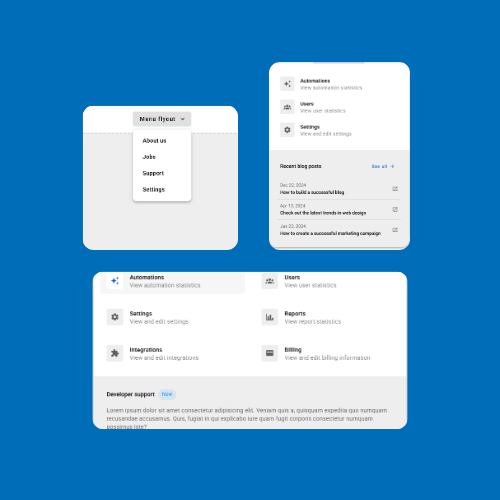 Menu flyout
About us
Jobs
Support
Settings
Automations
View automation statistics
Users
View user statistics
Settings
View and edit settings
Recent blog posts
See all
Dec 22, 2024
How to build a successful blog
Apr 13, 2024
Check out the latest trends in web design
Jun 23, 2024
How to create a successful marketing campaign
Automations
View automation statistics
Users
View user statistics
Settings
View and edit settings
Reports
View report statistics
Integrations
View and edit integrations
Billing
View and edit billing information
Developer support New
Lorem ipsum dolor sit amet consectetur adipisicing elit. Veniam quis a, quisquam expedita quo numquam
recusandae accusamus. Quis, fugiat in qui explicabo iure quam fugit corporis consectetur numquam
possimus iste?